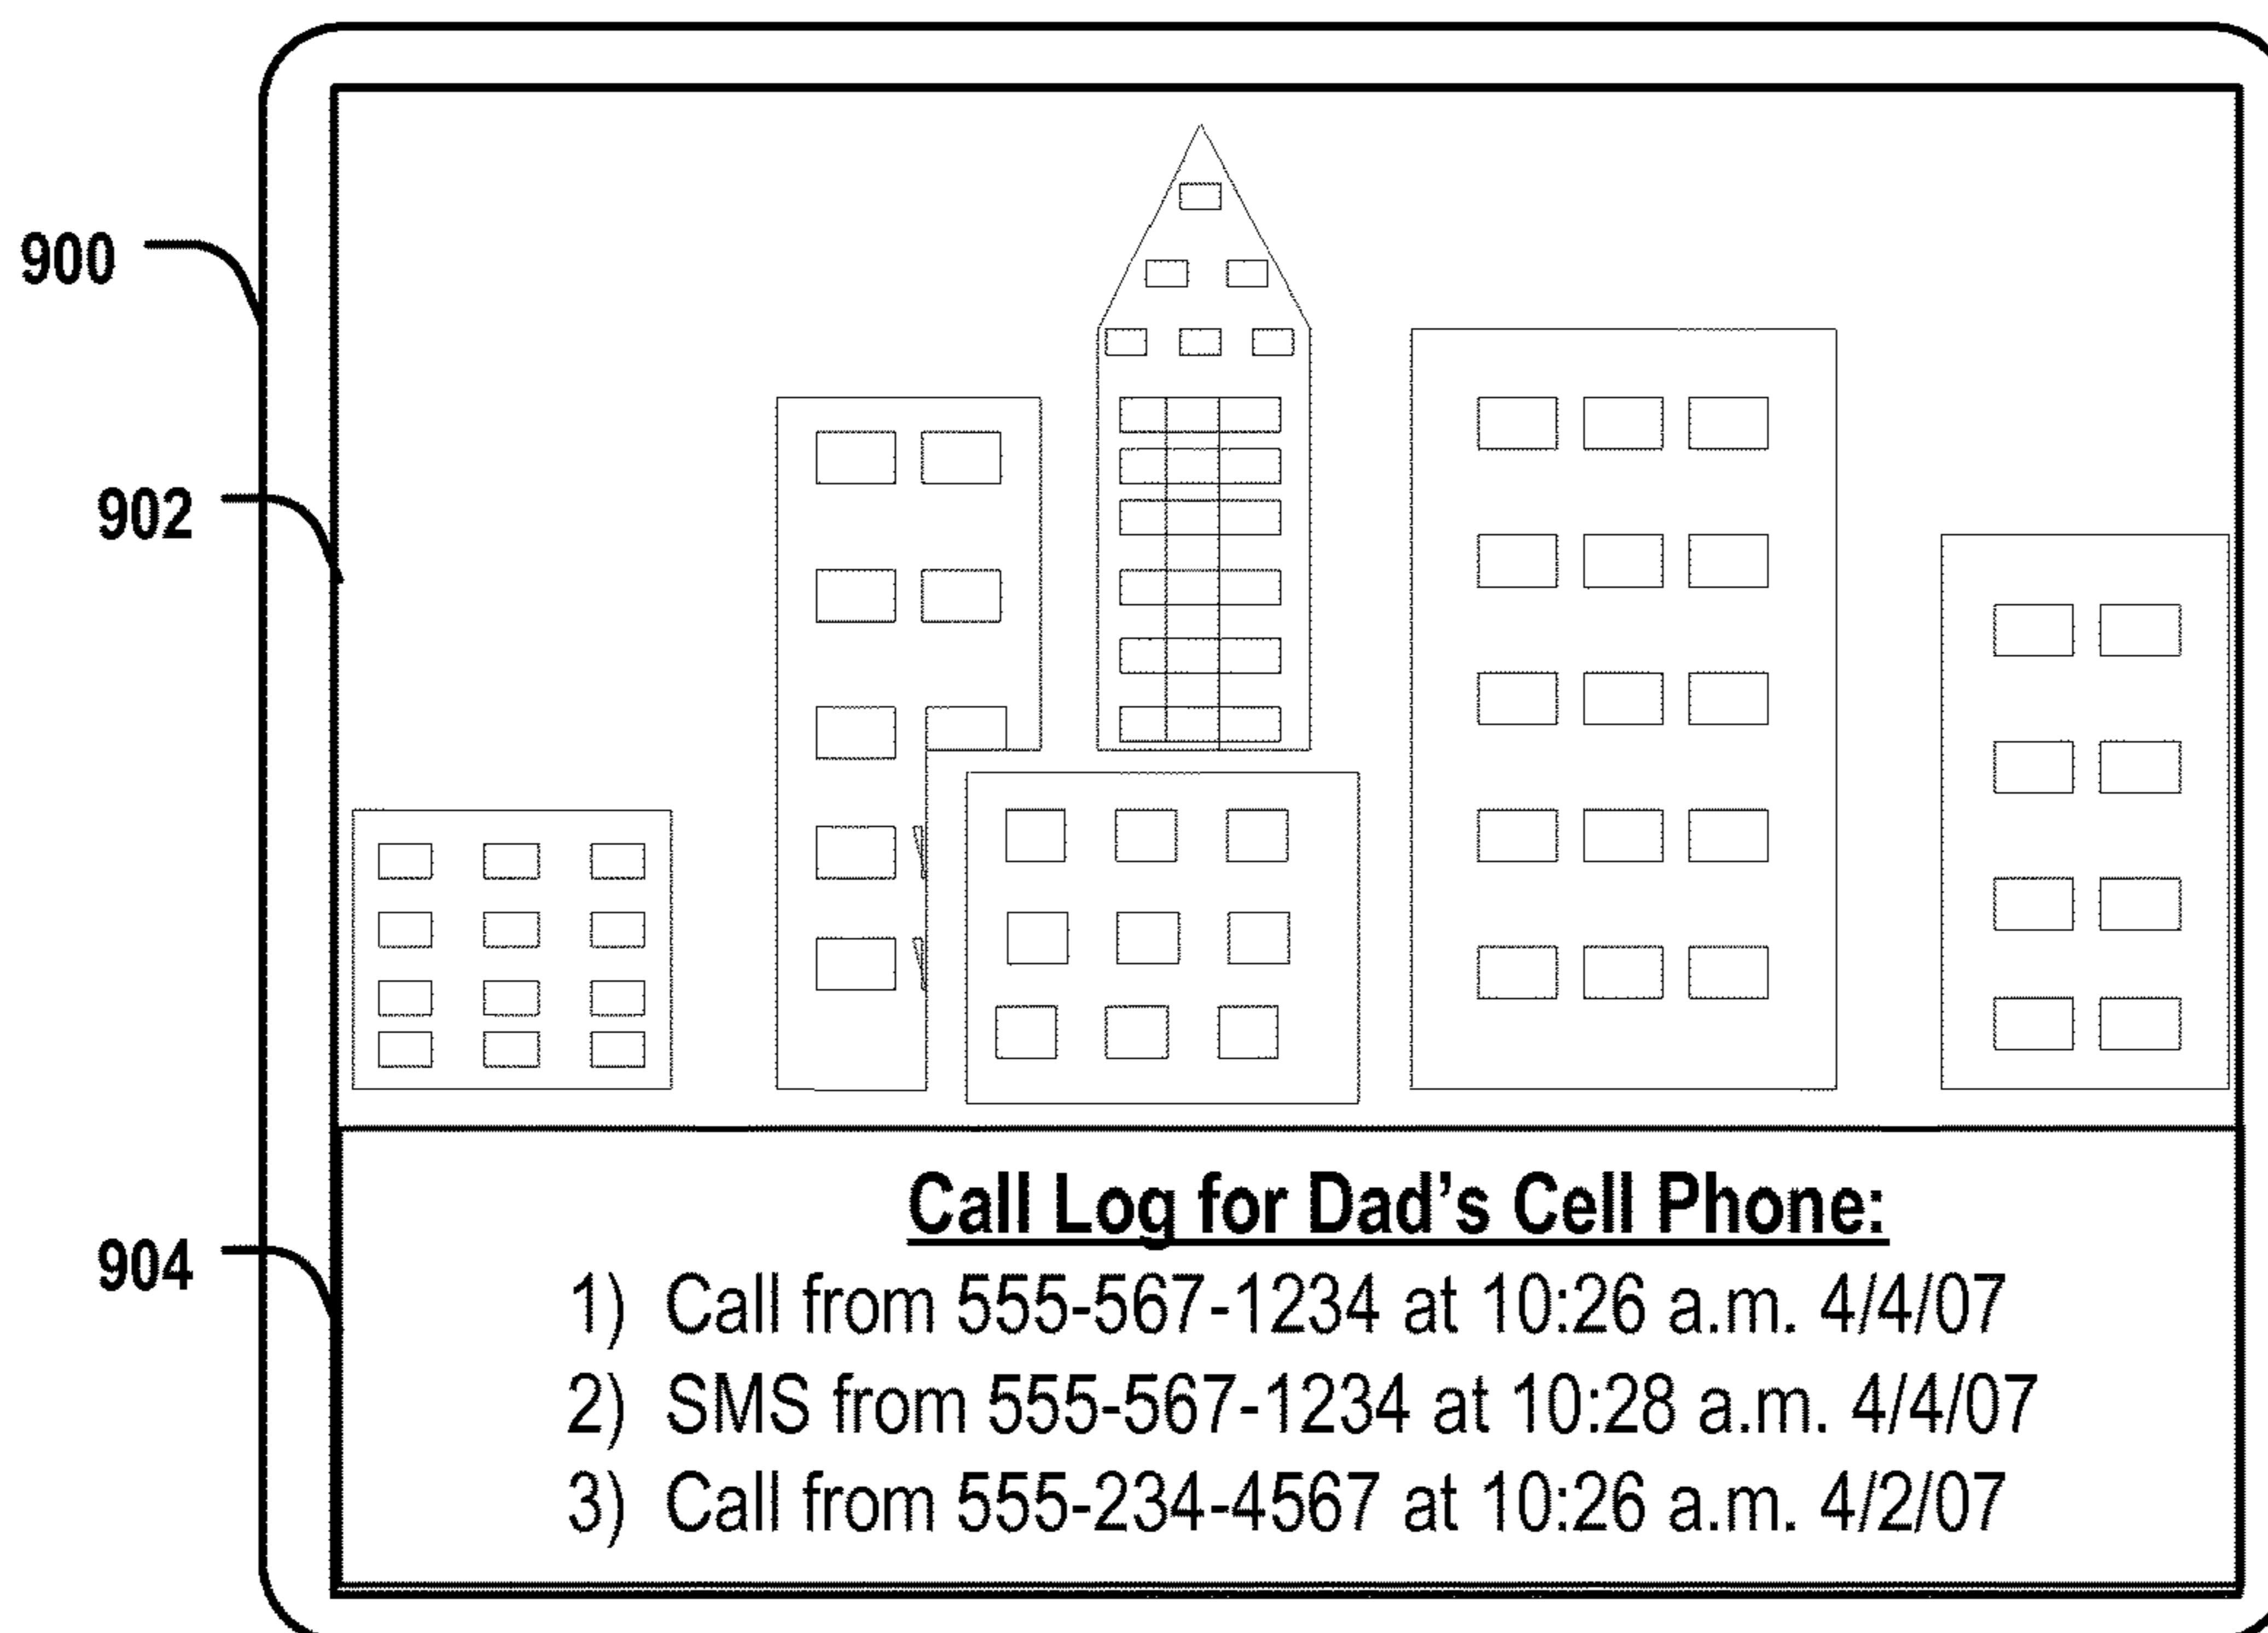 900
902
904
Call Log for Dad's Cell Phone:
1) Call from 555-567-1234 at 10:26 a.m. 4/4/07
2) SMS from 555-567-1234 at 10:28 a.m. 4/4/07
3) Call from 555-234-4567 at 10:26 a.m. 4/2/07